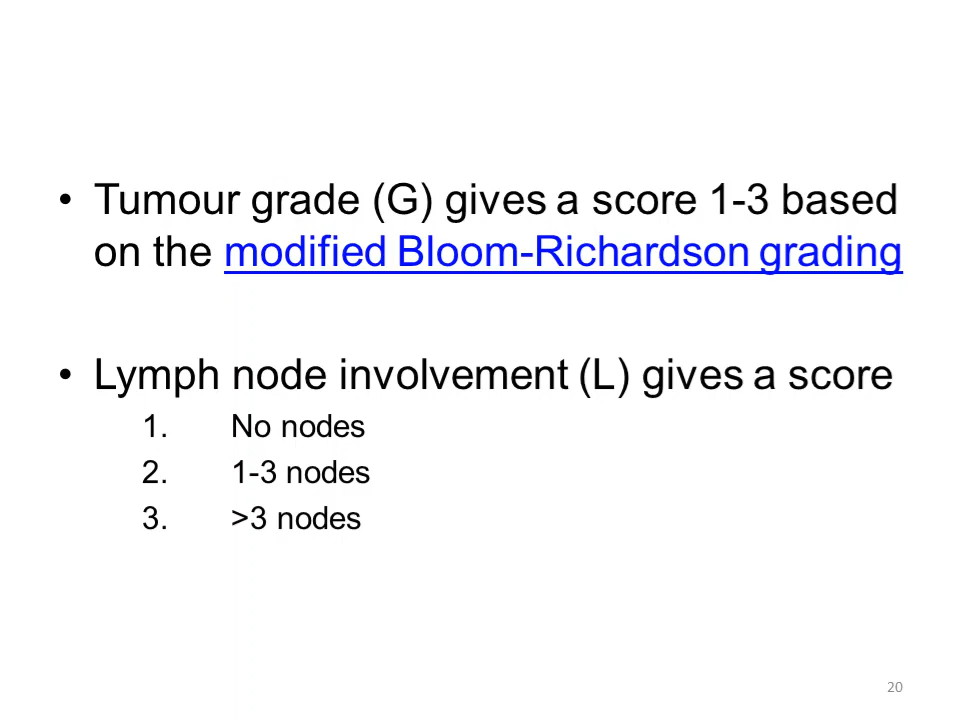 • Tumour grade (G) gives a score 1-3 based
on the modified Bloom-Richardson grading
• Lymph node involvement (L) gives a score
1. No nodes
2. 1-3 nodes
3. >3 nodes
20